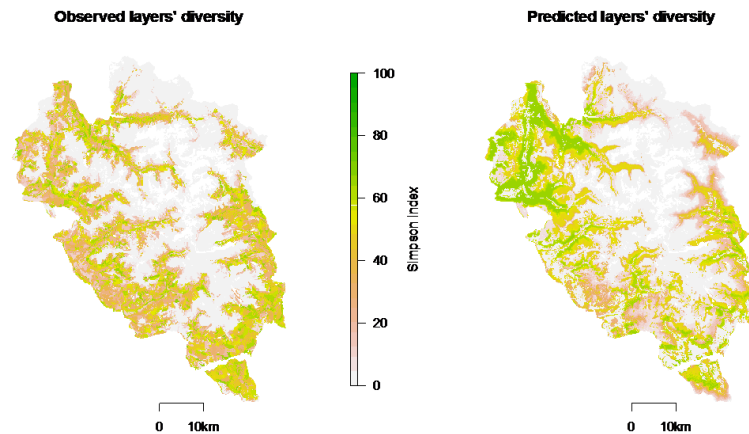 Observed layers' diversity
Predicted layers' diversity
100
80
60
40
20
0
Simpson index
0 10km
0 10km